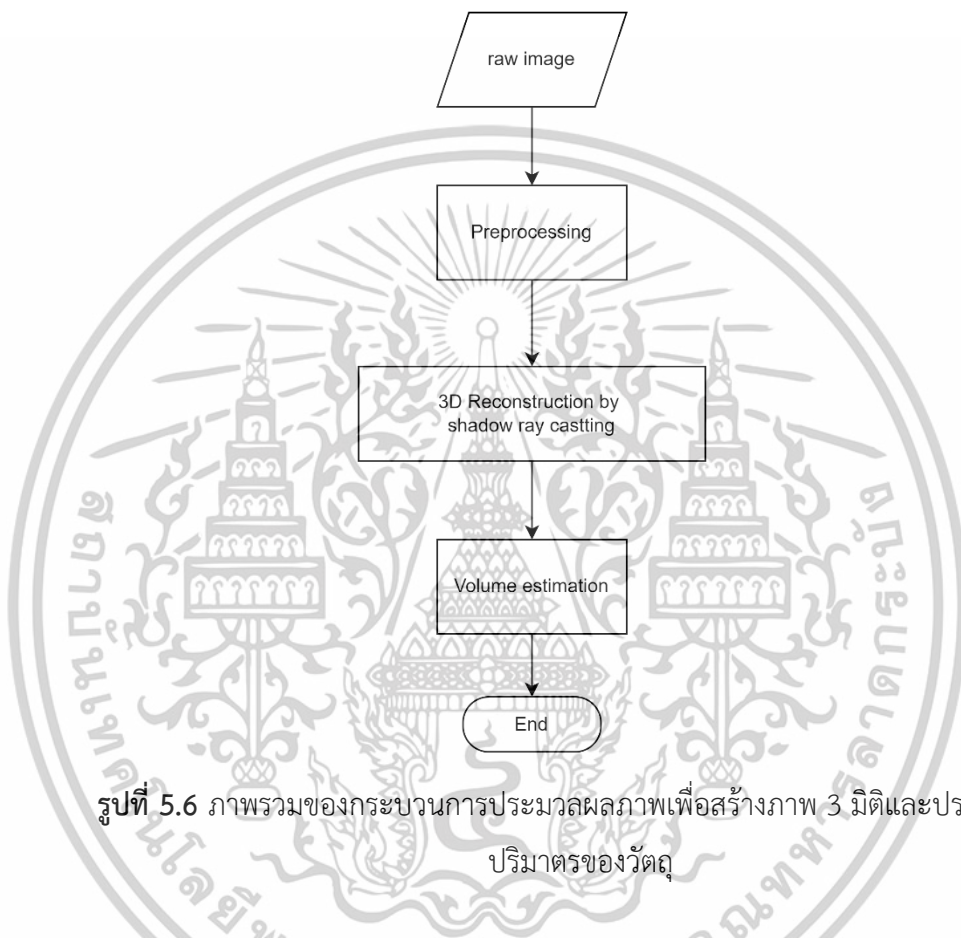 raw image
Preprocessing
3D Reconstruction by
shadow ray castting
Volume estimation
End
รูปที่ 5.6 ภาพรวมของกระบวนการประมวลผลภาพเพื่อสร้างภาพ 3 มิติและประ
ปริมาตรของวัตถุ